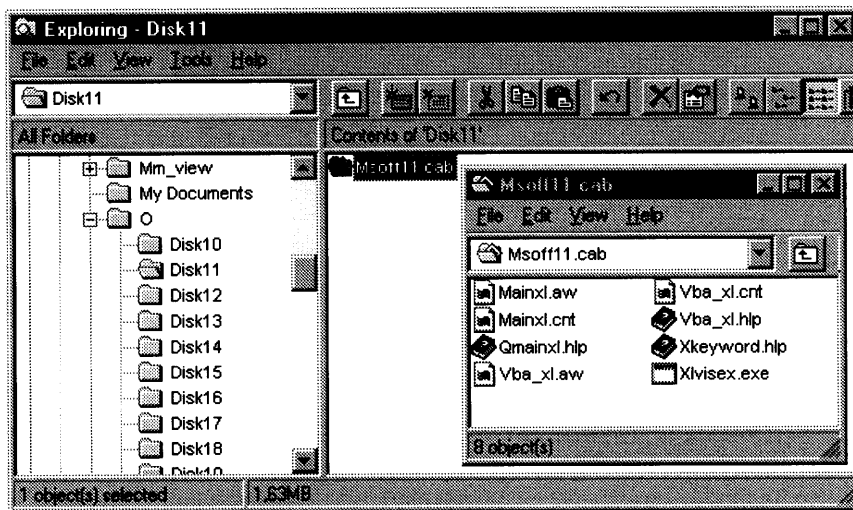 Exploring - Disk11
File Edit View Tools Help
Disk11
All Folders
Contents of 'Disk11'
Mm_view
My Documents
O
Disk10
Disk11
Disk12
Disk13
Disk14
Disk15
Disk16
Disk17
Disk18
Disk19
Msoff11.cab
Msoff11.cab
File Edit View Help
Msoff11.cab
Mainxl.aw
Mainxl.cnt
Qmainxl.hlp
Vba_xl.aw
Vba_xl.cnt
Vba_xl.hlp
Xkeyword.hlp
Xlvisex.exe
8 object(s)
1 object(s) selected
1,63MB